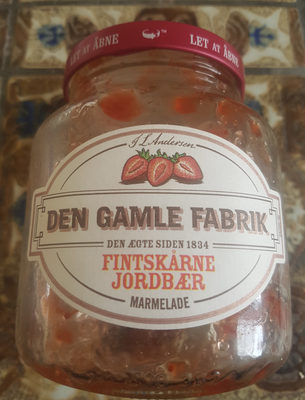 LET AT ÅBNE
LET AT ÅBNE
J.L. Andersen
DEN GAMLE FABRIK
DEN ÆGTE SIDEN 1834
FINTSKÅRNE
JORDBÆR
MARMELADE